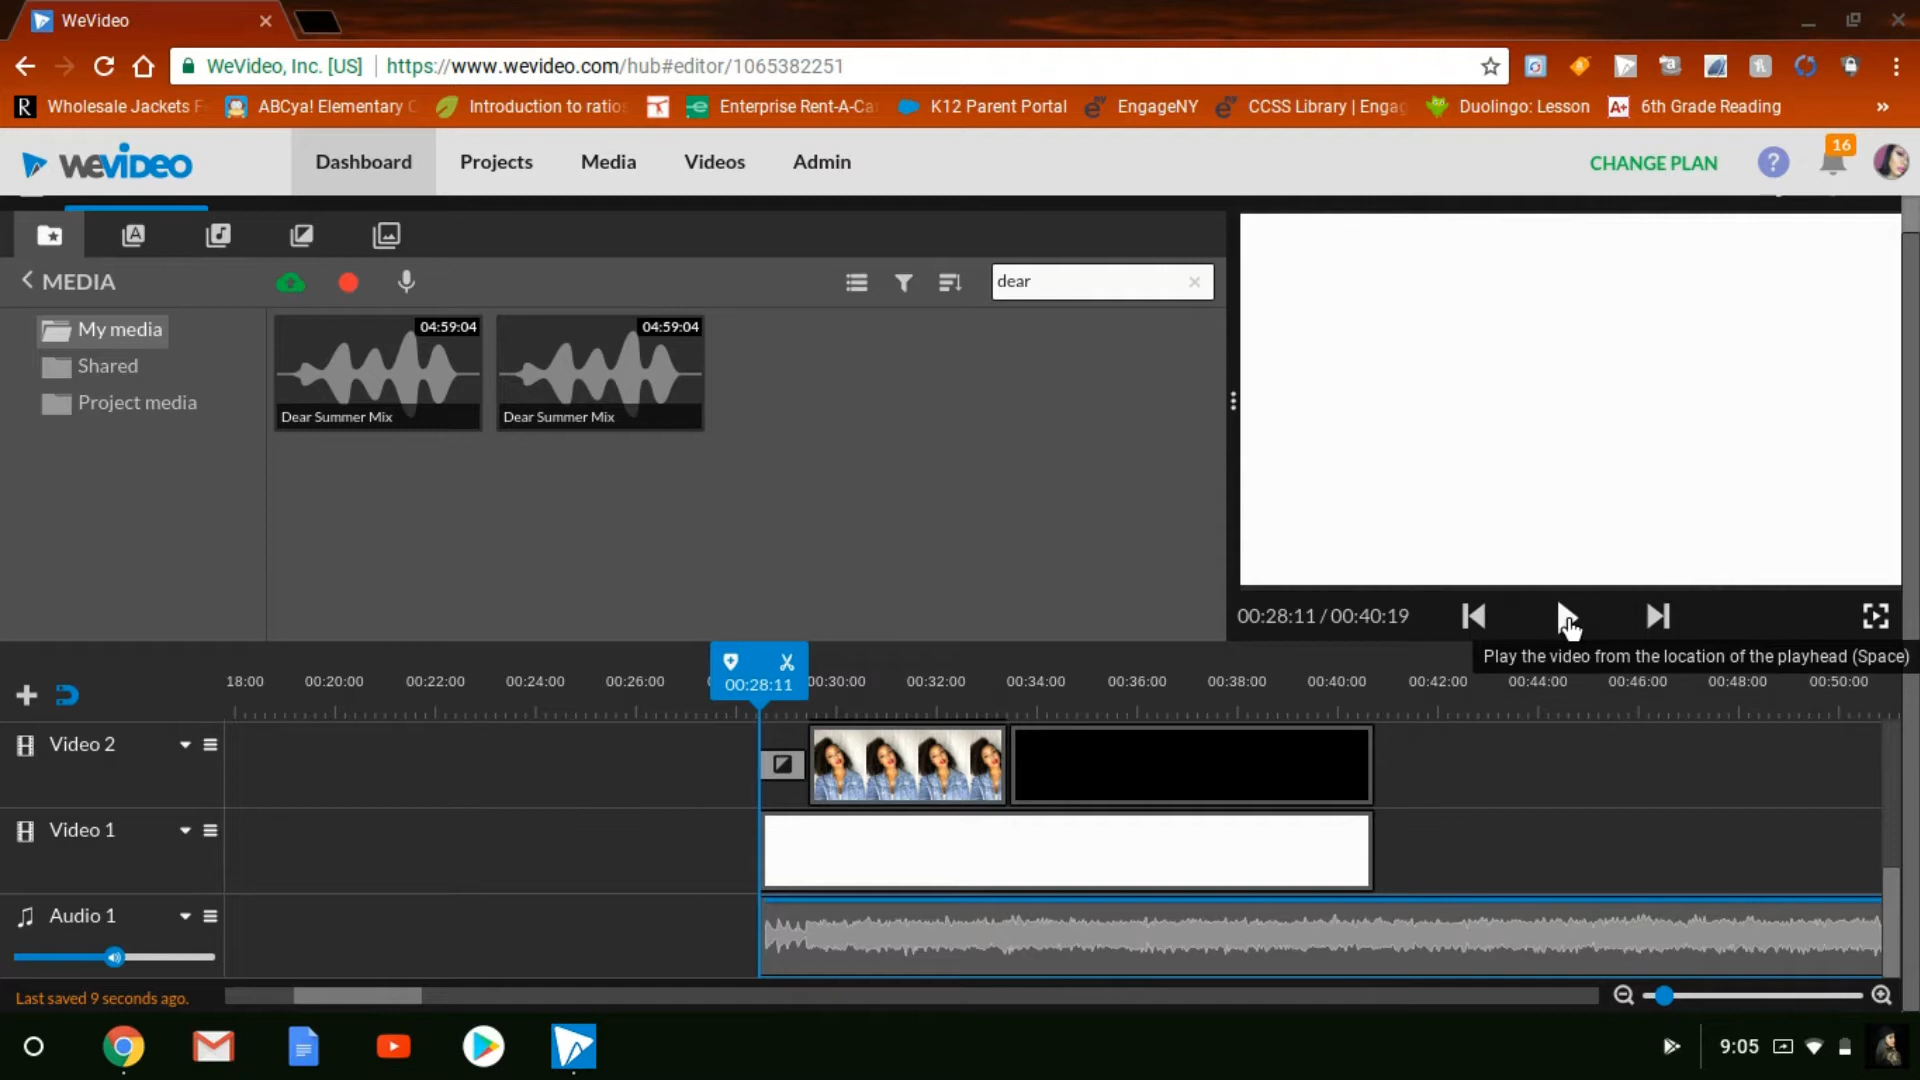 WeVideo
WeVideo, Inc. [US] https://www.wevideo.com/hub#editor/1065382251
R Wholesale Jackets F
ABCya! Elementary C
Introduction to ratios
Enterprise Rent-A-Ca
K12 Parent Portal
EngageNY
CCSS Library | Engag
Duolingo: Lesson
A+ 6th Grade Reading
»
WEVIDEO
Dashboard Projects Media Videos Admin
CHANGE PLAN ? 16
MEDIA
dear
My media
Shared
Project media
04:59:04
Dear Summer Mix
04:59:04
Dear Summer Mix
00:28:11 / 00:40:19
Play the video from the location of the playhead (Space)
00:28:11
18:00 00:20:00 00:22:00 00:24:00 00:26:00 00:30:00 00:32:00 00:34:00 00:36:00 00:38:00 00:40:00 00:42:00 00:44:00 00:46:00 00:48:00 00:50:00
Video 2
Video 1
Audio 1
Last saved 9 seconds ago.
9:05